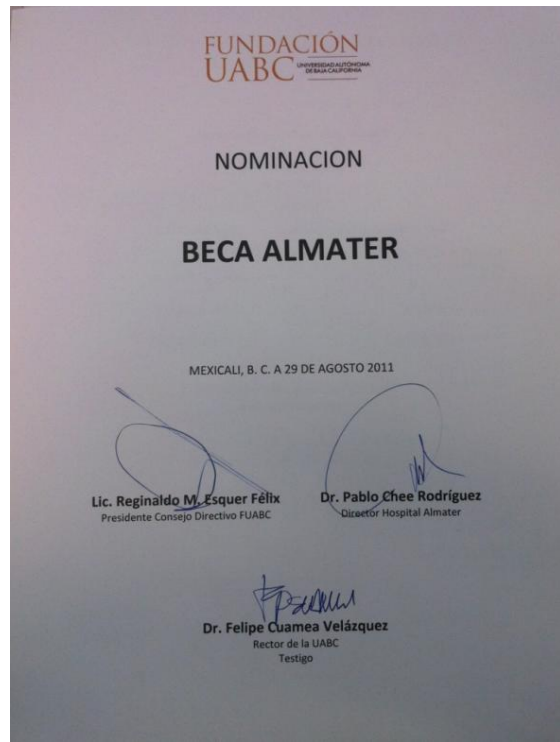 FUNDACIÓN
UABC UNIVERSIDAD AUTÓNOMA
DE BAJA CALIFORNIA
NOMINACION
BECA ALMATER
MEXICALI, B. C. A 29 DE AGOSTO 2011
Lic. Reginaldo M. Esquer Félix
Presidente Consejo Directivo FUABC
Dr. Pablo Chee Rodríguez
Director Hospital Almater
Dr. Felipe Cuamea Velázquez
Rector de la UABC
Testigo